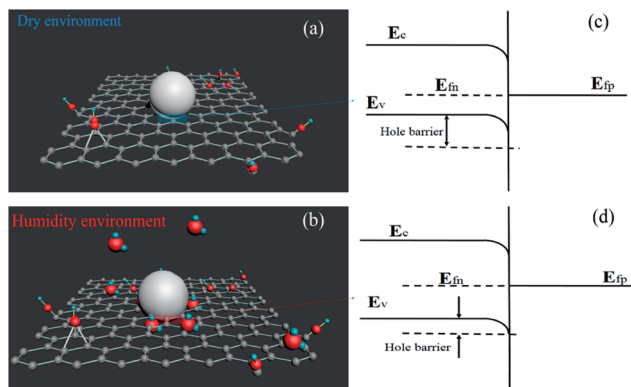 Dry environment
(a)
(c)
Ec
Efn
Efp
Ev
Hole barrier
Humidity environment
(b)
(d)
Ec
Efn
Efp
Ev
Hole barrier